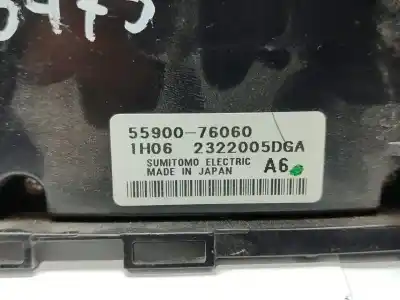 55900-76060
1H06 2322005DGA
SUMITOMO ELECTRIC
MADE IN JAPAN A6